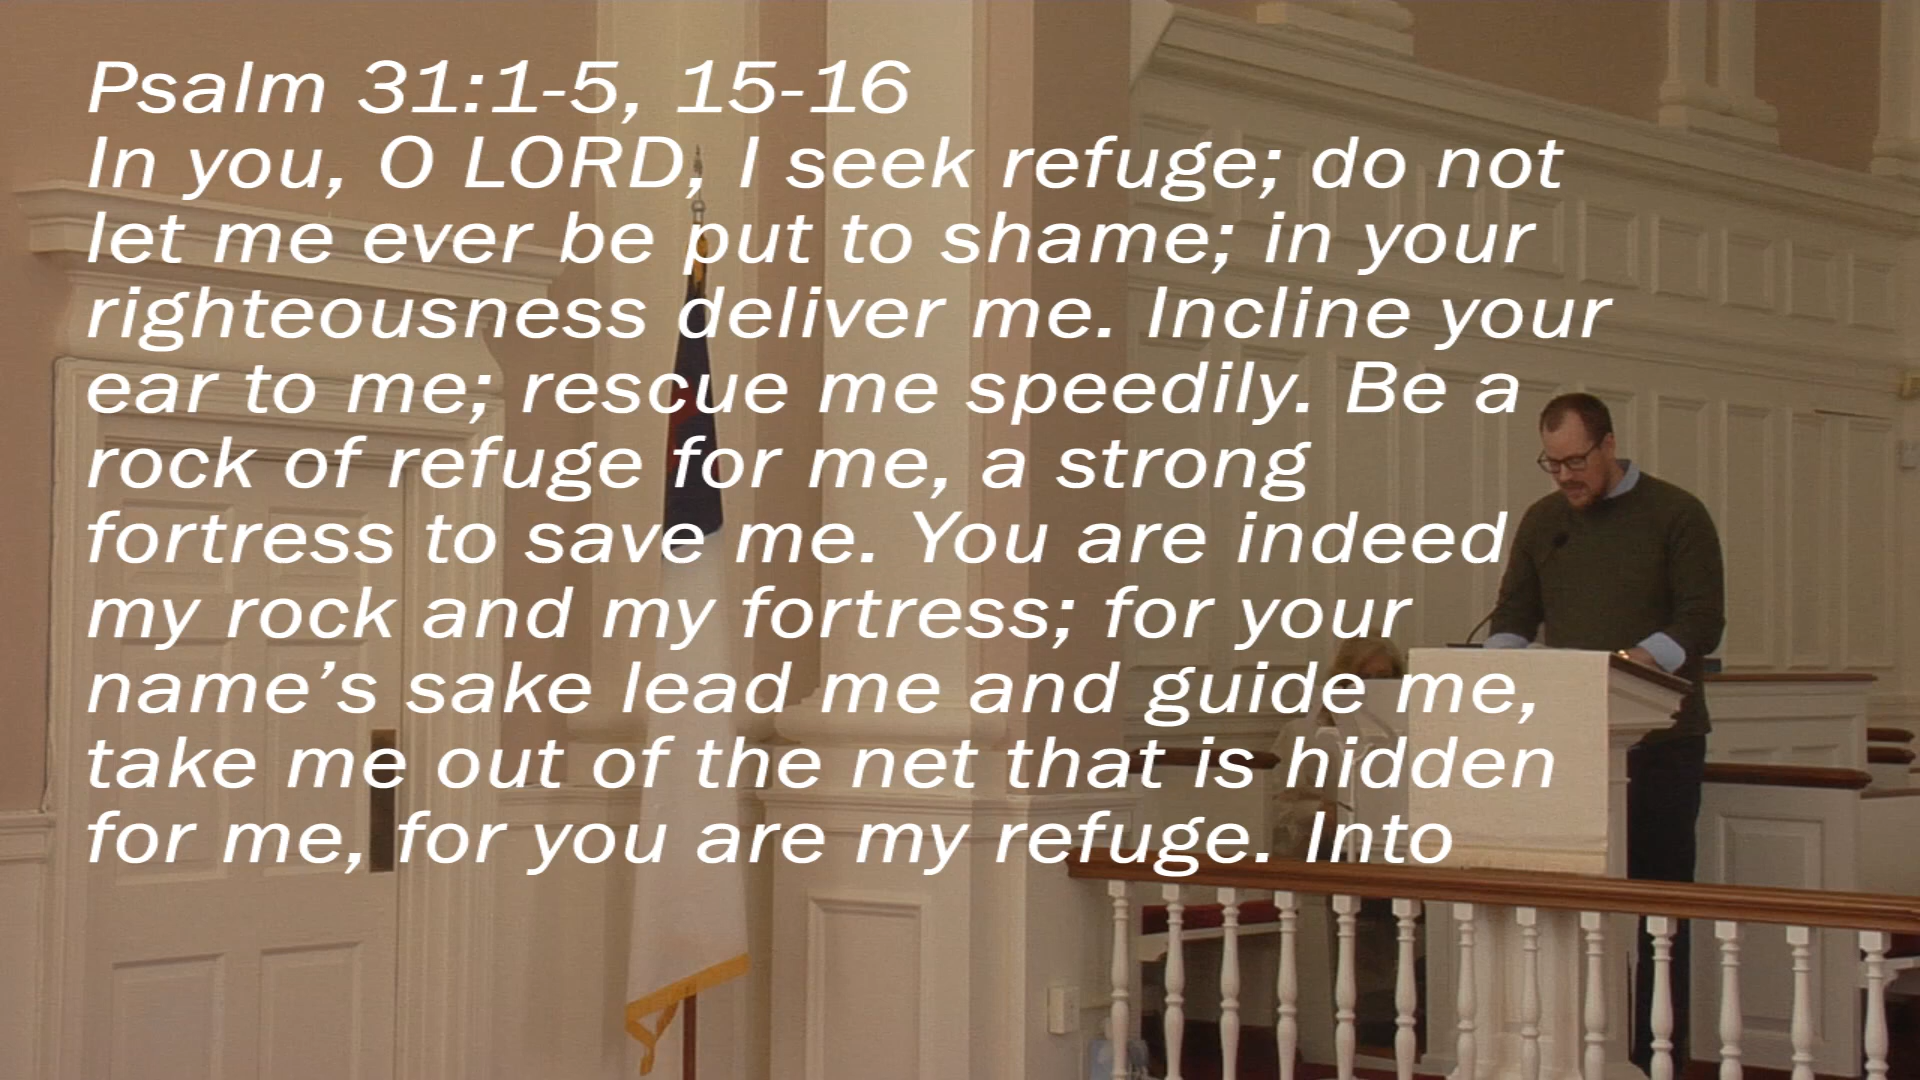 Psalm 31:1-5, 15-16
In you, O LORD, I seek refuge; do not
let me ever be put to shame; in your
righteousness deliver me. Incline your
ear to me; rescue me speedily. Be a
rock of refuge for me, a strong
fortress to save me. You are indeed
my rock and my fortress; for your
name’s sake lead me and guide me,
take me out of the net that is hidden
for me, for you are my refuge. Into